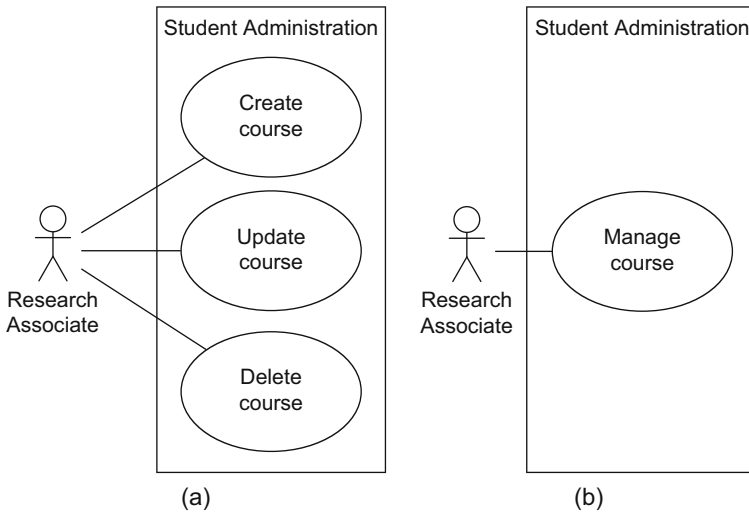 Student Administration
Create
course
Update
course
Delete
course
Research
Associate
(a)
Student Administration
Manage
course
Research
Associate
(b)